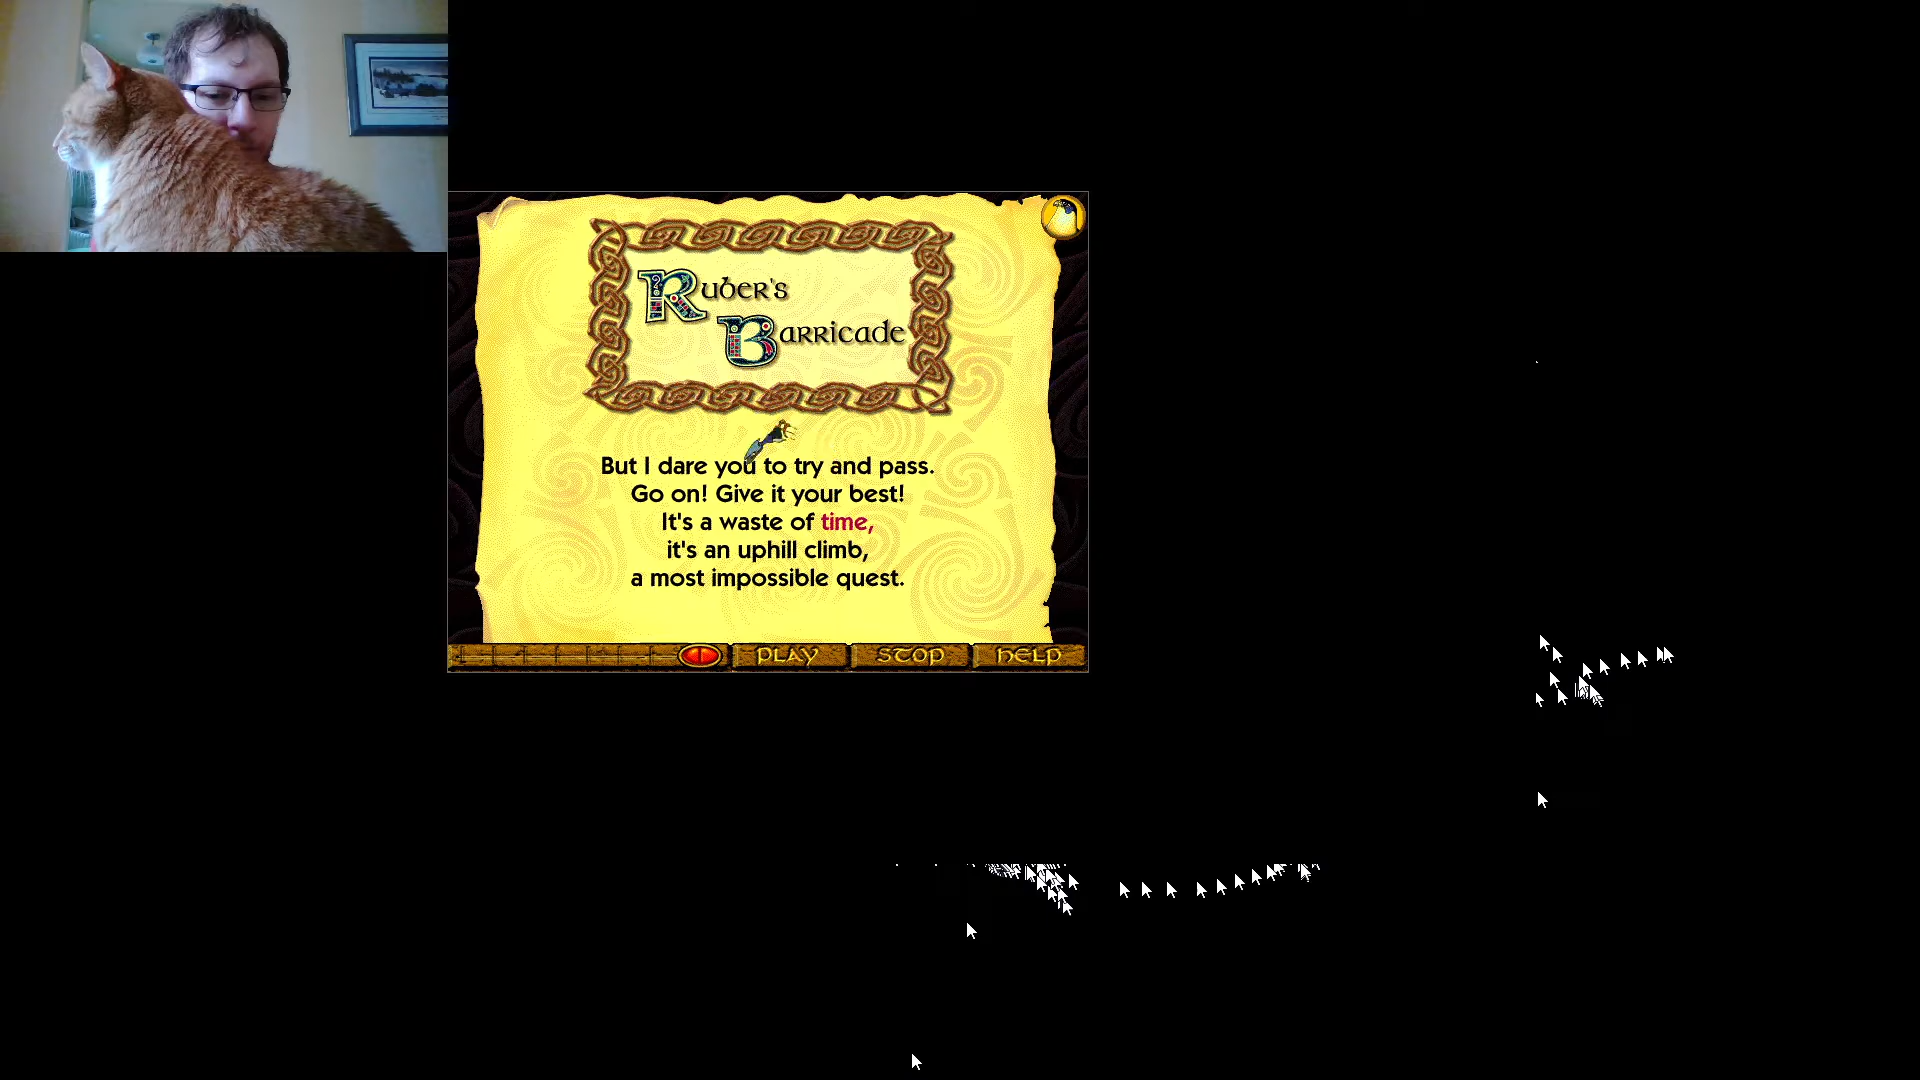 Ruber's
Barricade
But I dare you to try and pass.
Go on! Give it your best!
It's a waste of time,
it's an uphill climb,
a most impossible quest.
PLAY STOP HELP